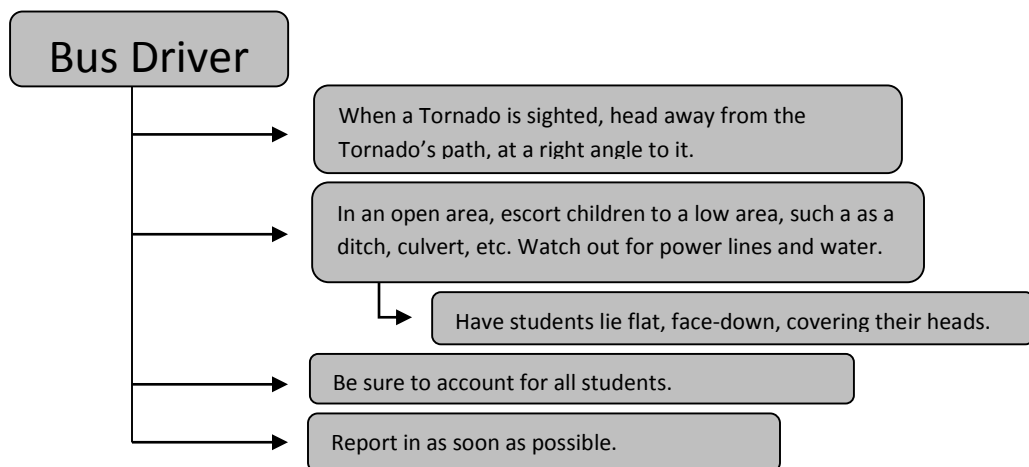 Bus Driver
When a Tornado is sighted, head away from the
Tornado’s path, at a right angle to it.
In an open area, escort children to a low area, such a as a
ditch, culvert, etc. Watch out for power lines and water.
Have students lie flat, face-down, covering their heads.
Be sure to account for all students.
Report in as soon as possible.